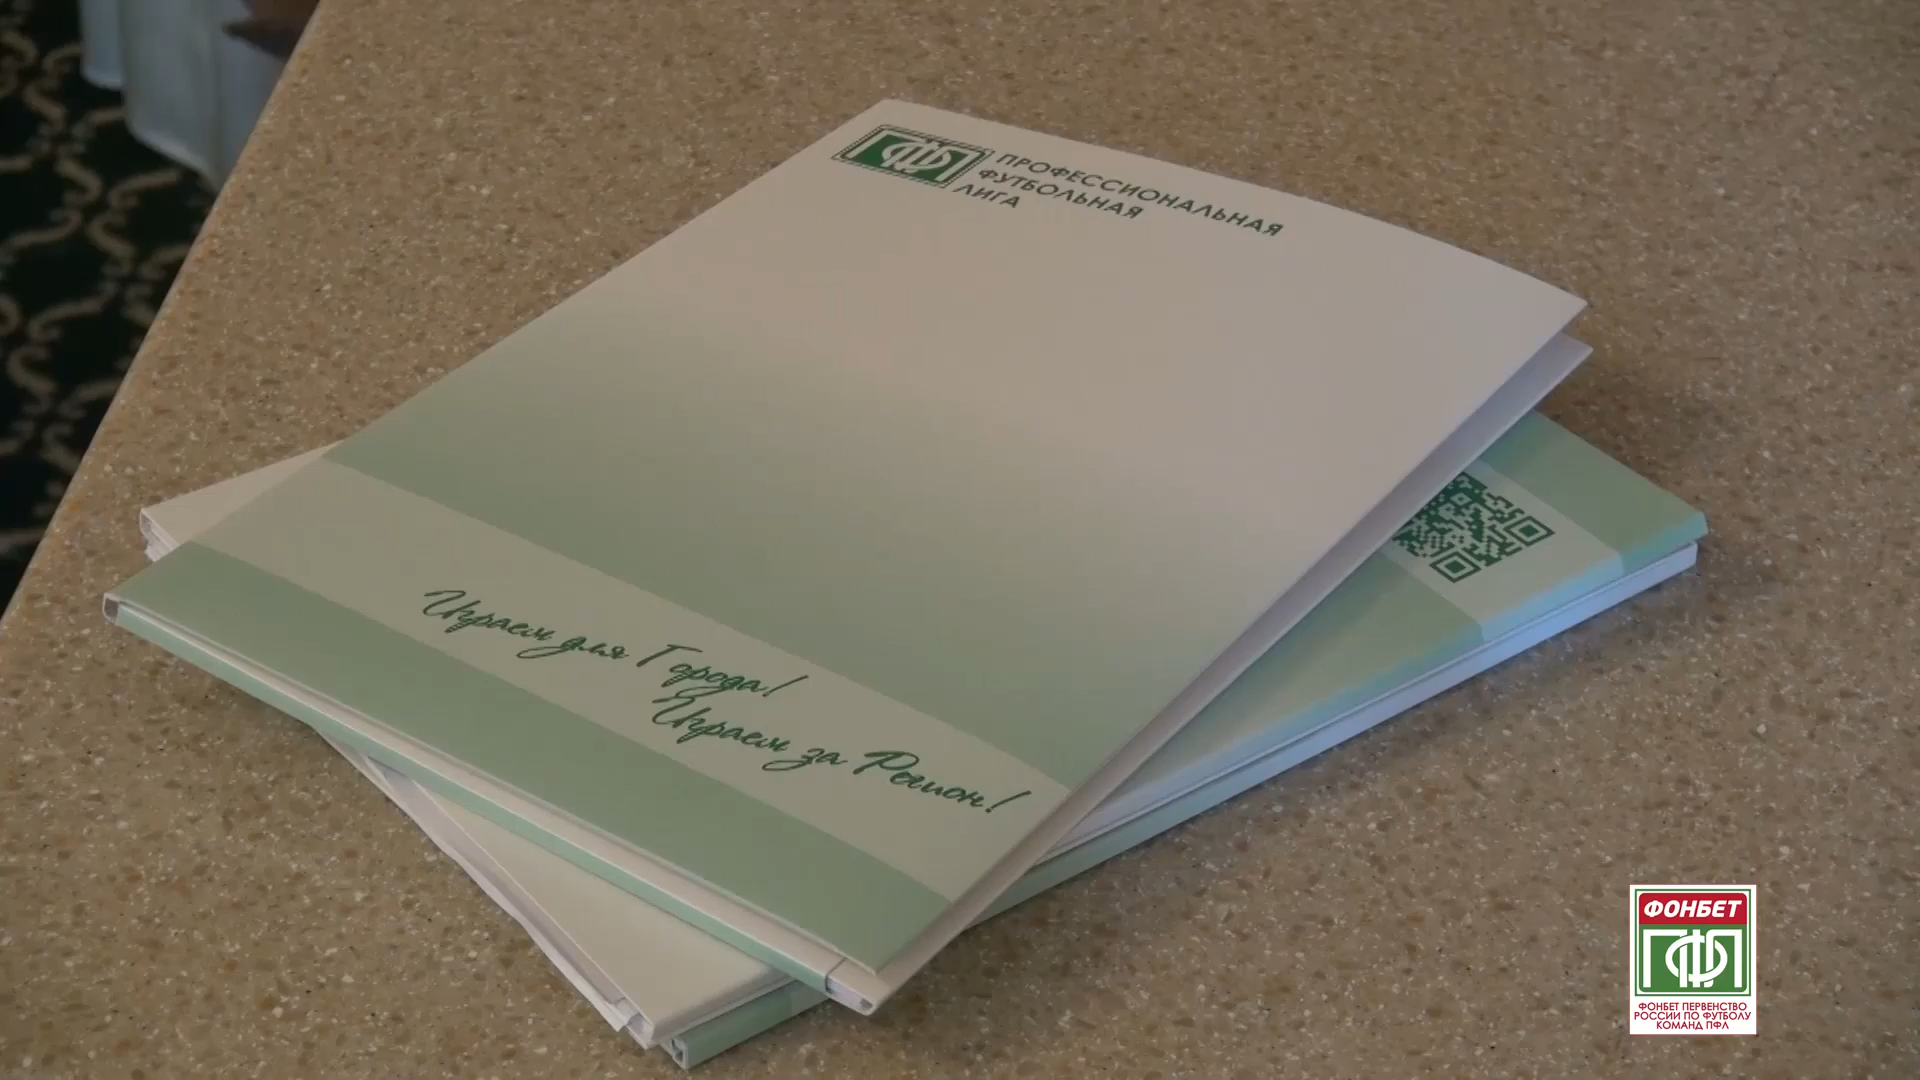 ПФЛ
ПРОФЕССИОНАЛЬНАЯ
ФУТБОЛЬНАЯ
ЛИГА
Играем для Города!
Играем за Регион!
ФОНБЕТ
ПФЛ
ФОНБЕТ ПЕРВЕНСТВО
РОССИИ ПО ФУТБОЛУ
КОМАНД ПФЛ